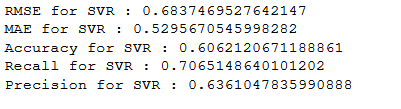 RMSE for SVR : 0.6837469527642147
MAE for SVR : 0.5295670545998282
Accuracy for SVR : 0.6062120671188861
Recall for SVR : 0.7065148640101202
Precision for SVR : 0.6361047835990888